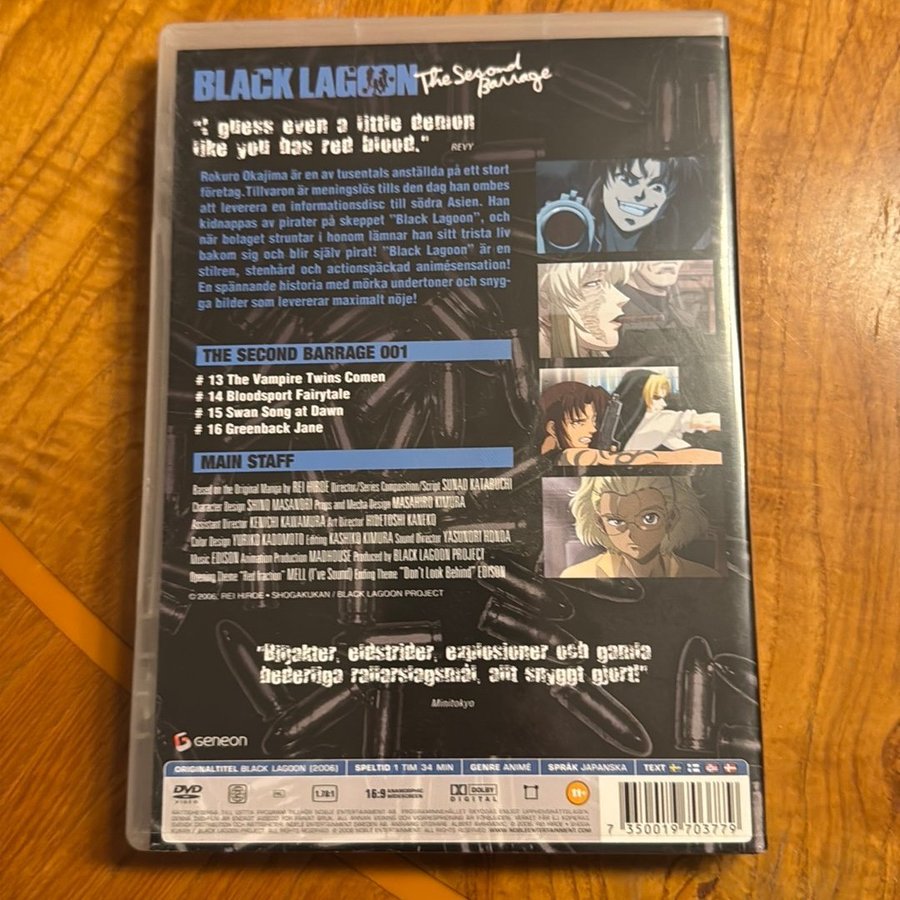 BLACK LAGOON The Second Barrage
"I guess even a little demon
like you has red blood." REVY
Rokuro Okajima är en av tusentals anställda på ett stort
företag. Tillvaron är meningslös tills den dag han ombes
att leverera en informationsdisc till södra Asien. Han
kidnappas av pirater på skeppet "Black Lagoon", och
när bolaget struntar i honom lämnar han sitt trista liv
bakom sig och blir själv pirat! "Black Lagoon" är en
stilren, stenhård och actionspäckad animésensation!
En spännande historia med mörka undertoner och snyg-
ga bilder som levererar maximalt nöje!
THE SECOND BARRAGE 001
# 13 The Vampire Twins Comen
# 14 Bloodsport Fairytale
# 15 Swan Song at Dawn
# 16 Greenback Jane
MAIN STAFF
Based on the Original Manga by REI HIROE Director/Series Composition/Script SUNAO KATABUCHI
Character Design SHINO MASANORI Props and Mecha Design MASAHIRO KIMURA
Assistant Director KENICHI KAWAMURA Art Director HIDETOSHI KANEKO
Color Design YURIKO KADOMOTO Editing KASHIKO KIMURA Sound Director YASUNORI HONDA
Music EDISON Animation Production MADHOUSE Produced by BLACK LAGOON PROJECT
Opening Theme "Red fraction" MELL (I've Sound) Ending Theme "Don't Look Behind" EDISON
© 2006, REI HIROE • SHOGAKUKAN / BLACK LAGOON PROJECT
"Biljakter, eldstrider, explosioner och gamla
hederliga rallarslagsmål, allt snyggt gjort!"
Minitokyo
Geneon
ORIGINALTITEL BLACK LAGOON (2006) SPELTID 1 TIM 34 MIN GENRE ANIMÉ SPRÅK JAPANSKA TEXT
DVD VIDEO 1.78:1 16:9 ANAMORPHIC WIDESCREEN DOLBY DIGITAL 11+
WWW.NOBLEENTERTAINMENT.COM
7 350019 703779